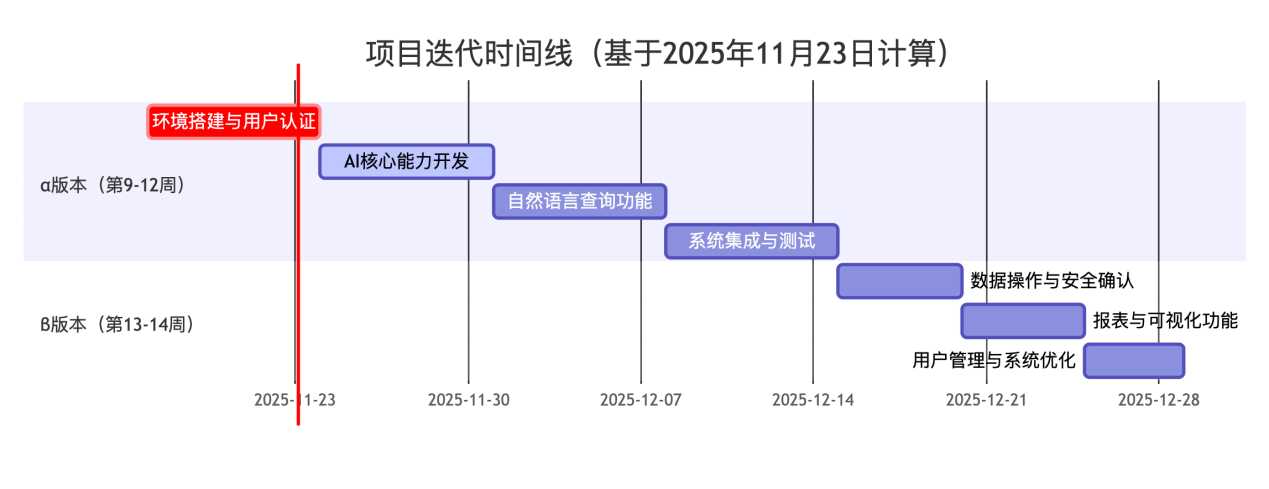 项目迭代时间线（基于2025年11月23日计算）
环境搭建与用户认证
AI核心能力开发
α版本（第9-12周）
自然语言查询功能
系统集成与测试
数据操作与安全确认
β版本（第13-14周）
报表与可视化功能
用户管理与系统优化
2025-11-23
2025-11-30
2025-12-07
2025-12-14
2025-12-21
2025-12-28